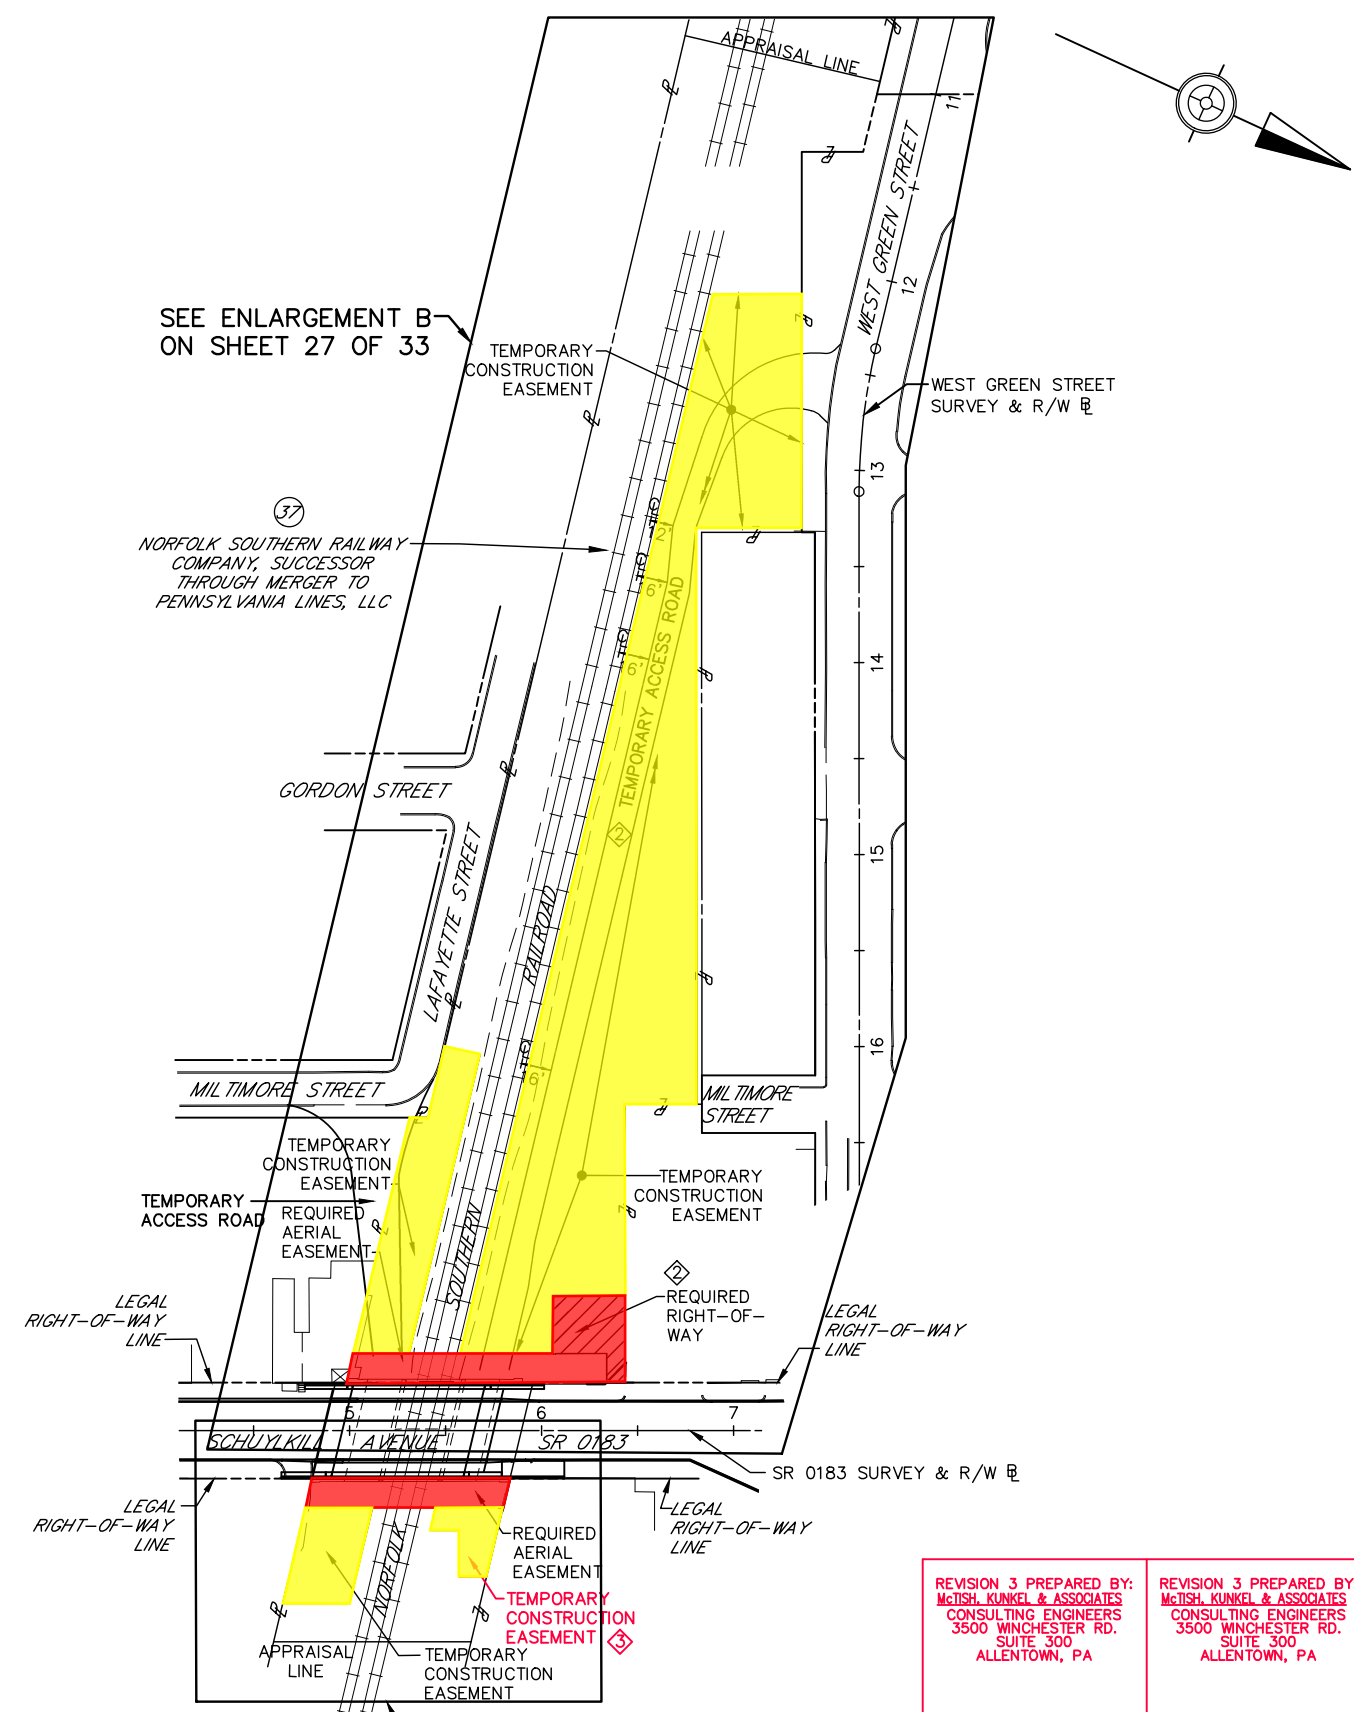 APPRAISAL LINE
11
WEST GREEN STREET
12
SEE ENLARGEMENT B
ON SHEET 27 OF 33
TEMPORARY
CONSTRUCTION
EASEMENT
WEST GREEN STREET
SURVEY & R/W
13
37
NORFOLK SOUTHERN RAILWAY
COMPANY, SUCCESSOR
THROUGH MERGER TO
PENNSYLVANIA LINES, LLC
14
2 TEMPORARY ACCESS ROAD
GORDON STREET
15
LAFAYETTE STREET
RAILROAD
16
MILTIMORE STREET
MILTIMORE
STREET
TEMPORARY
CONSTRUCTION
EASEMENT
TEMPORARY
ACCESS ROAD
REQUIRED
AERIAL
EASEMENT
TEMPORARY
CONSTRUCTION
EASEMENT
SOUTHERN
2
REQUIRED
RIGHT-OF-
WAY
LEGAL
RIGHT-OF-WAY
LINE
LEGAL
RIGHT-OF-WAY
LINE
5
6
7
SCHUYLKILL AVENUE SR 0183
SR 0183 SURVEY & R/W
LEGAL
RIGHT-OF-WAY
LINE
LEGAL
RIGHT-OF-WAY
LINE
REQUIRED
AERIAL
EASEMENT
NORFOLK
TEMPORARY
CONSTRUCTION
EASEMENT 3
APPRAISAL
LINE
TEMPORARY
CONSTRUCTION
EASEMENT
REVISION 3 PREPARED BY:
McTISH, KUNKEL & ASSOCIATES
CONSULTING ENGINEERS
3500 WINCHESTER RD.
SUITE 300
ALLENTOWN, PA
REVISION 3 PREPARED BY
McTISH, KUNKEL & ASSOCIATES
CONSULTING ENGINEERS
3500 WINCHESTER RD.
SUITE 300
ALLENTOWN, PA